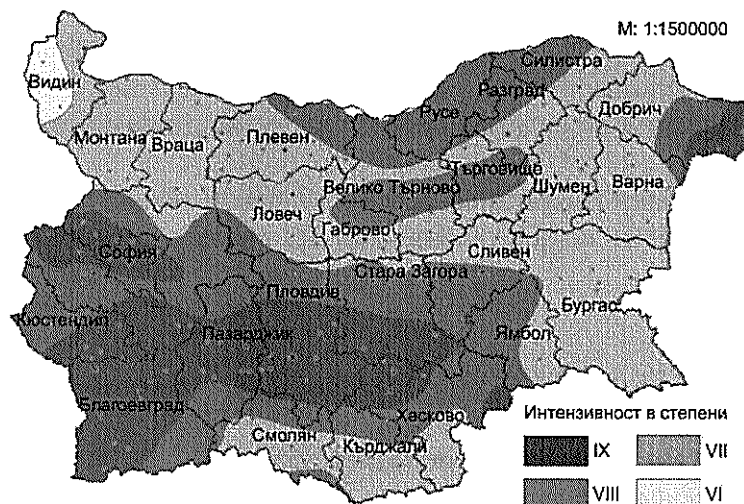 М: 1:1500000
Силистра
Видин
Разград
Добрич
Русе
Монтана
Плевен
Враца
Търговище
Велико Търново
Шумен
Варна
Ловеч
Габрово
София
Сливен
Стара Загора
Пловдив
Бургас
Кюстендил
Пазарджик
Ямбол
Благоевград
Хасково
Смолян
Кърджали
Интензивност в степени
IX
VII
VIII
VI